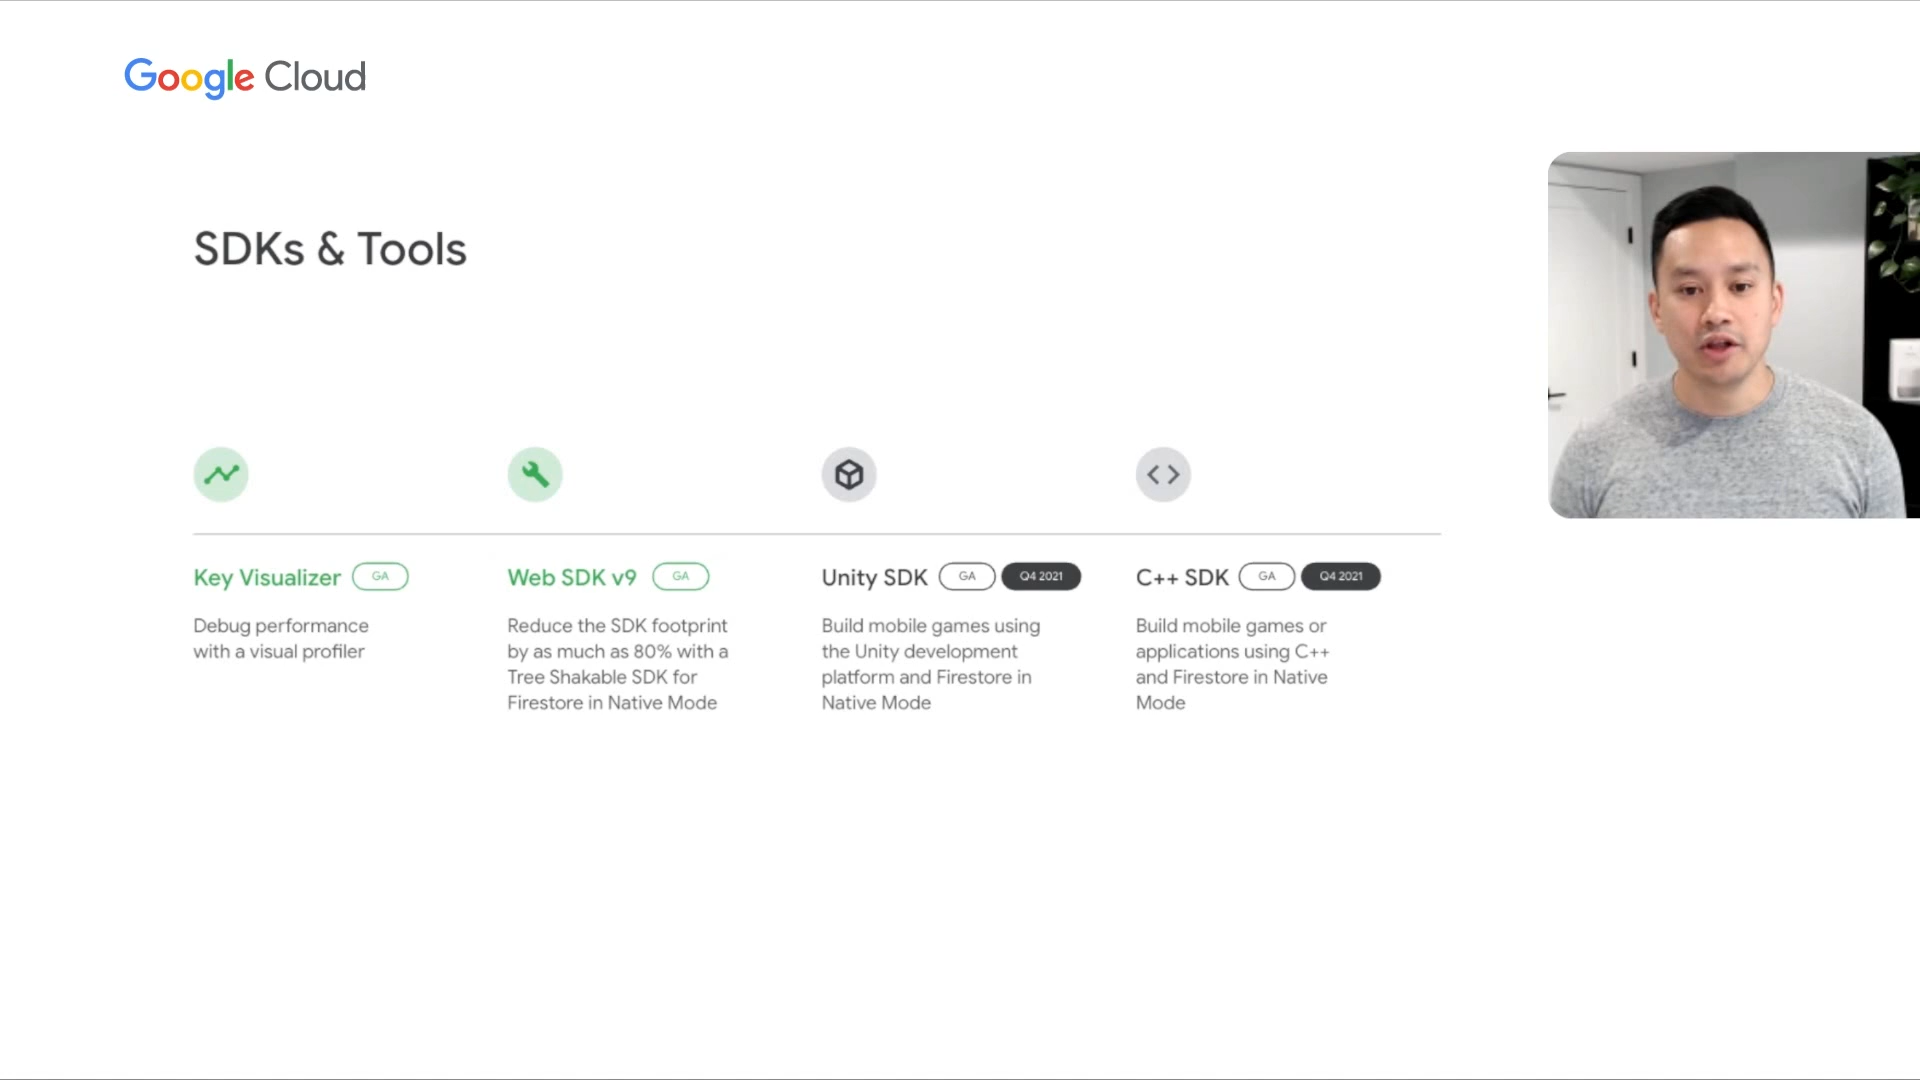 Google Cloud
SDKs & Tools
Key Visualizer GA
Debug performance
with a visual profiler
Web SDK v9 GA
Reduce the SDK footprint
by as much as 80% with a
Tree Shakable SDK for
Firestore in Native Mode
Unity SDK GA Q4 2021
Build mobile games using
the Unity development
platform and Firestore in
Native Mode
C++ SDK GA Q4 2021
Build mobile games or
applications using C++
and Firestore in Native
Mode